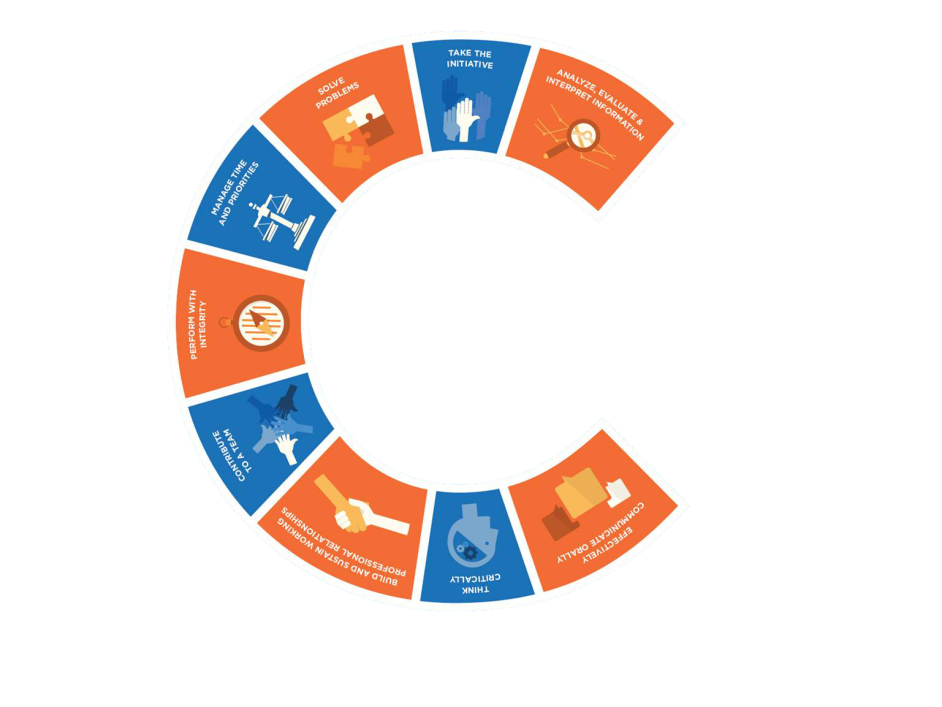 ANALYZE, EVALUATE &
INTERPRET INFORMATION
TAKE THE
INITIATIVE
SOLVE
PROBLEMS
MANAGE TIME
AND PRIORITIES
PERFORM WITH
INTEGRITY
CONTRIBUTE
TO A TEAM
BUILD AND SUSTAIN WORKING
PROFESSIONAL RELATIONSHIPS
THINK
CRITICALLY
EFFECTIVELY
COMMUNICATE ORALLY